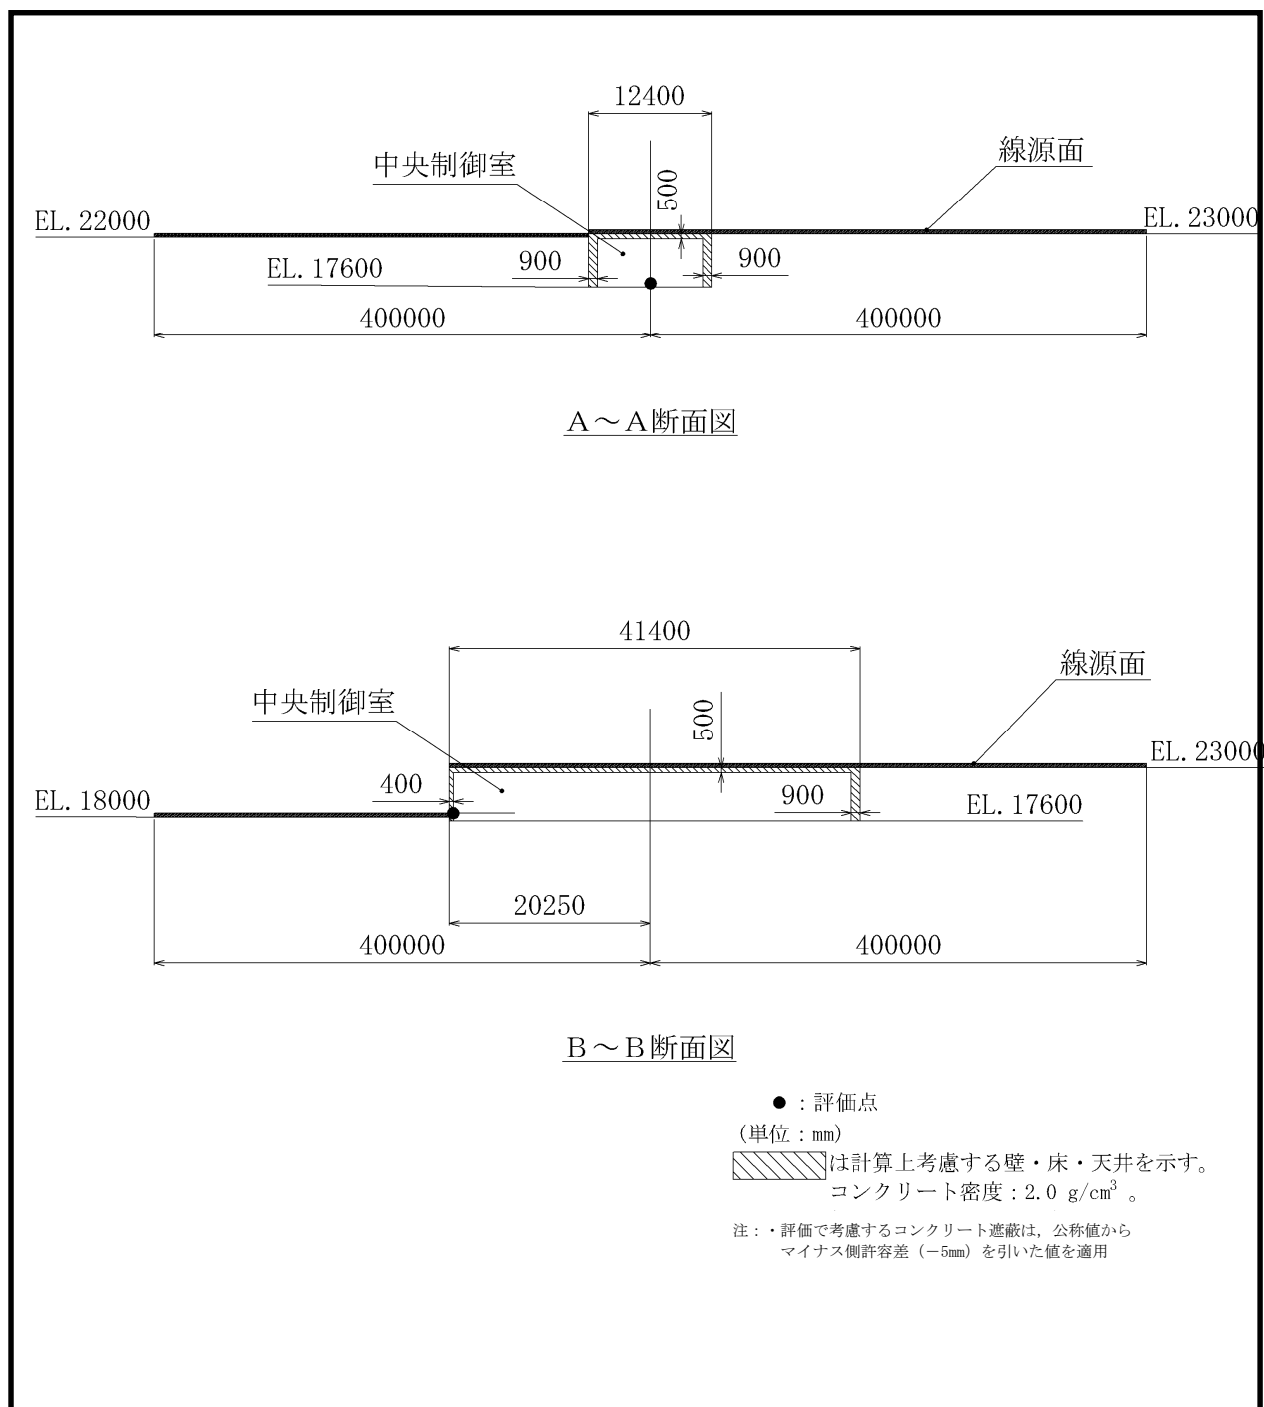 12400
中央制御室
線源面
500
EL. 22000
EL. 23000
EL. 17600
900
900
400000
400000
A～A断面図
41400
線源面
中央制御室
500
EL. 23000
400
EL. 18000
900
EL. 17600
20250
400000
400000
B～B断面図
●：評価点
(単位：mm)
は計算上考慮する壁・床・天井を示す。
コンクリート密度：2.0 g/cm³ 。
注：・評価で考慮するコンクリート遮蔽は，公称値から
マイナス側許容差（－5mm）を引いた値を適用